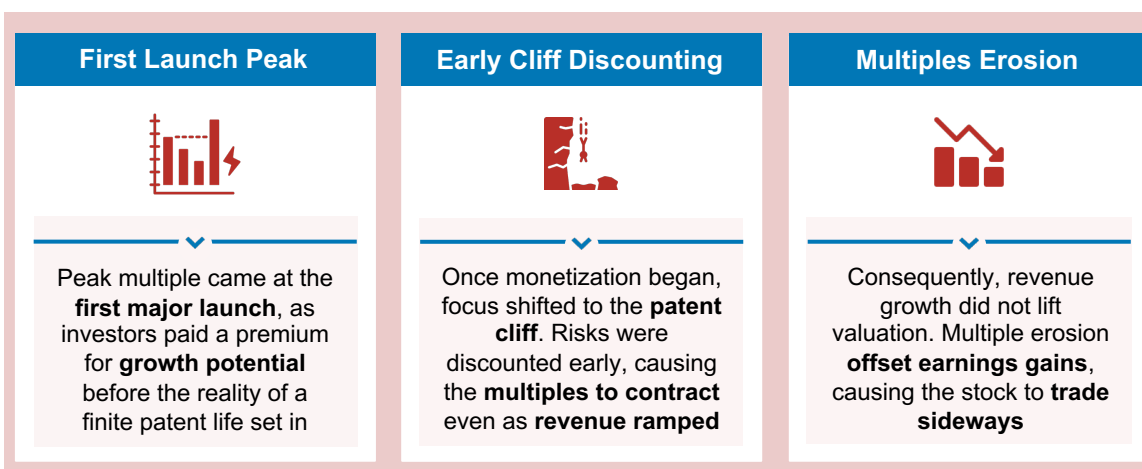 First Launch Peak
Peak multiple came at the
first major launch, as
investors paid a premium
for growth potential
before the reality of a
finite patent life set in
Early Cliff Discounting
Once monetization began,
focus shifted to the patent
cliff. Risks were
discounted early, causing
the multiples to contract
even as revenue ramped
Multiples Erosion
Consequently, revenue
growth did not lift
valuation. Multiple erosion
offset earnings gains,
causing the stock to trade
sideways